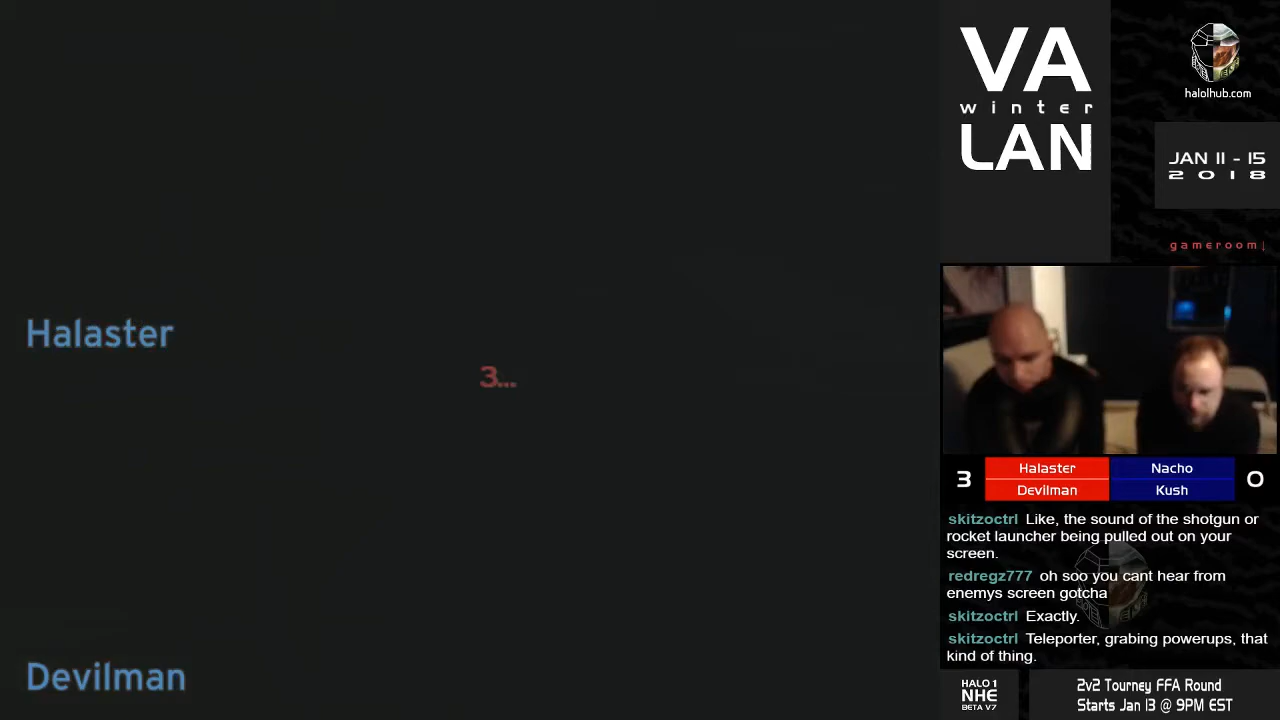 Halaster
3...
Devilman
VA
winter
LAN
halo1hub.com
JAN 11 - 15
2018
gameroom↓
3
Halaster
Nacho
Devilman
Kush
0
skitzoctrl Like, the sound of the shotgun or
rocket launcher being pulled out on your
screen.
redregz777 oh soo you cant hear from
enemys screen gotcha
skitzoctrl Exactly.
skitzoctrl Teleporter, grabing powerups, that
kind of thing.
HALO 1
NHE
BETA V7
2v2 Tourney FFA Round
Starts Jan 13 @ 9PM EST